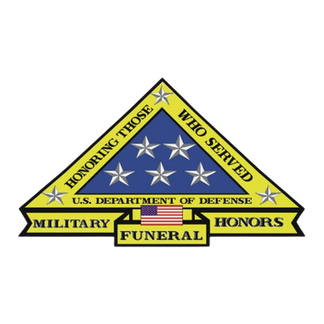 HONORING THOSE
WHO SERVED
U.S. DEPARTMENT OF DEFENSE
MILITARY
FUNERAL
HONORS